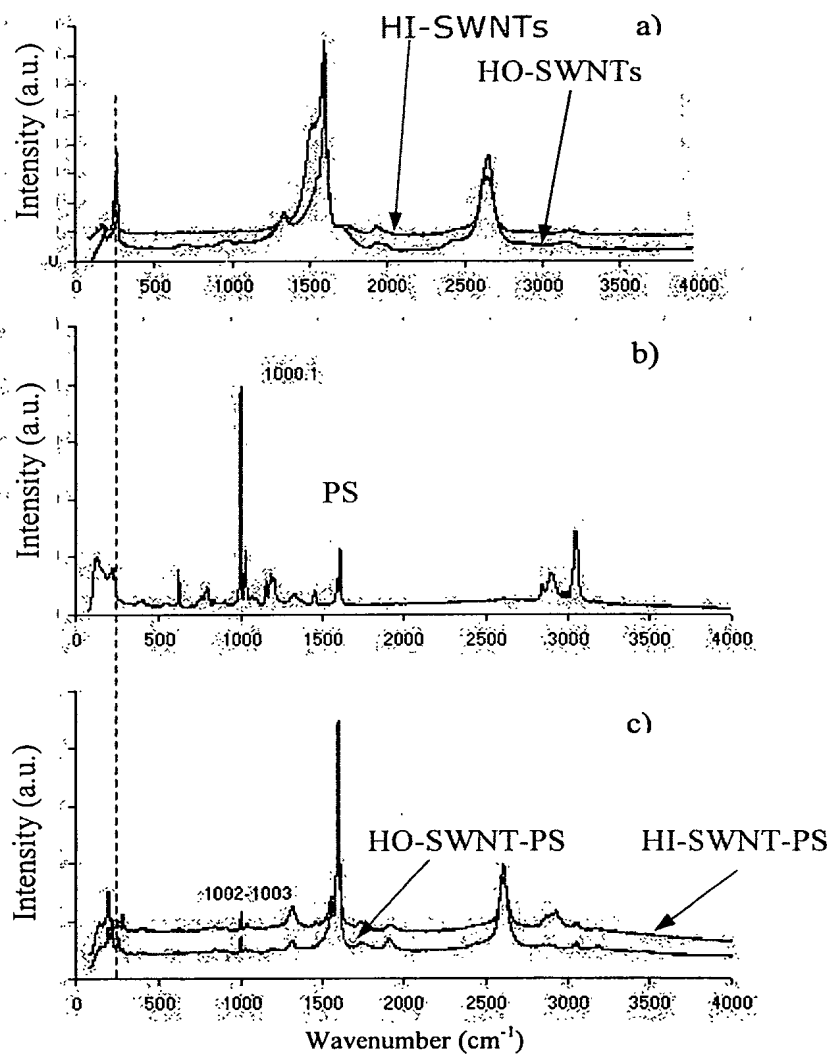 a)
HI-SWNTs
HO-SWNTs
Intensity (a.u.)
0 500 1000 1500 2000 2500 3000 3500 4000
b)
1000.1
PS
Intensity (a.u.)
0 500 1000 1500 2000 2500 3000 3500 4000
c)
HO-SWNT-PS
HI-SWNT-PS
1002-1003
Intensity (a.u.)
0 500 1000 1500 2000 2500 3000 3500 4000
Wavenumber (cm⁻¹)